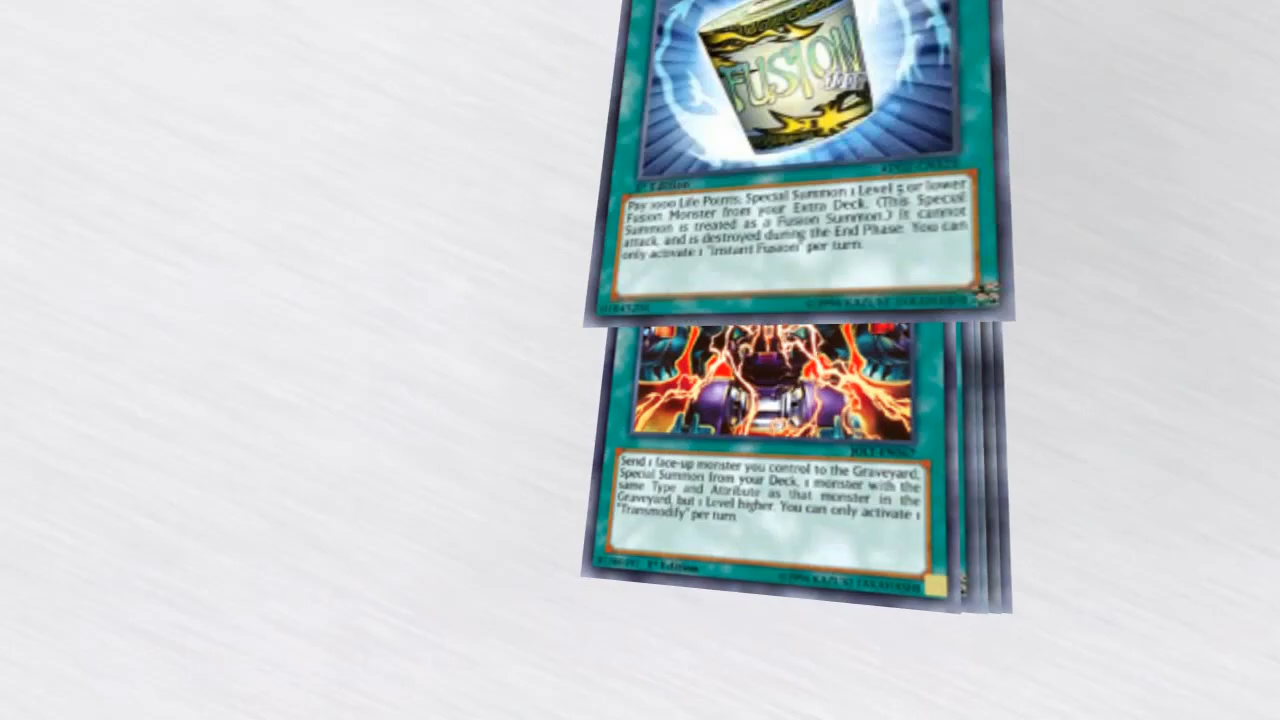 FUSION
1st Edition
Pay 1000 Life Points; Special Summon 1 Level 5 or lower
Fusion Monster from your Extra Deck. (This Special
Summon is treated as a Fusion Summon.) It cannot
attack, and is destroyed during the End Phase. You can
only activate 1 "Instant Fusion" per turn.
Send 1 face-up monster you control to the Graveyard;
Special Summon from your Deck, 1 monster with the
same Type and Attribute as that monster in the
Graveyard, but 1 Level higher. You can only activate 1
"Transmodify" per turn.
1st Edition